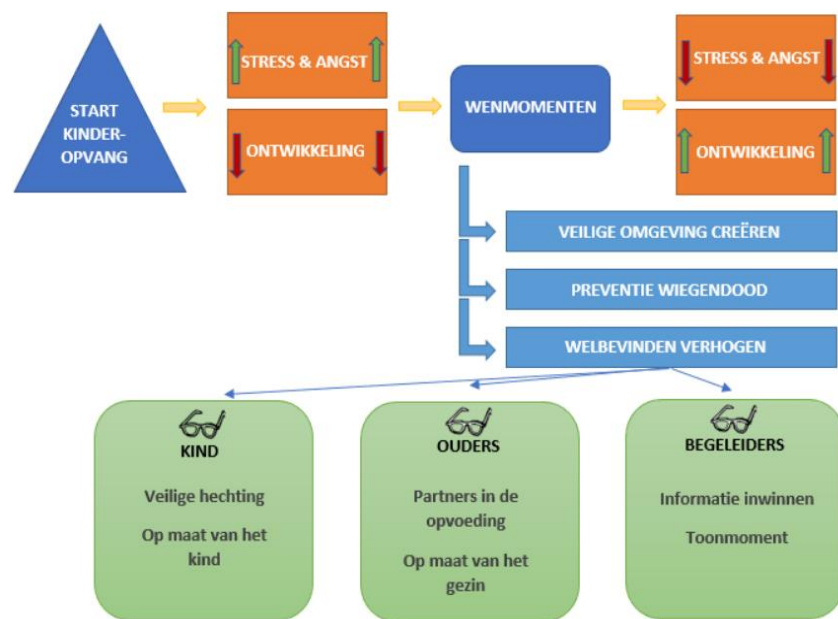 START
KINDER-
OPVANG
STRESS & ANGST
ONTWIKKELING
WENMOMENTEN
STRESS & ANGST
ONTWIKKELING
VEILIGE OMGEVING CREËREN
PREVENTIE WIEGENDOOD
WELBEVINDEN VERHOGEN
KIND
Veilige hechting
Op maat van het
kind
OUDERS
Partners in de
opvoeding
Op maat van het
gezin
BEGELEIDERS
Informatie inwinnen
Toonmoment